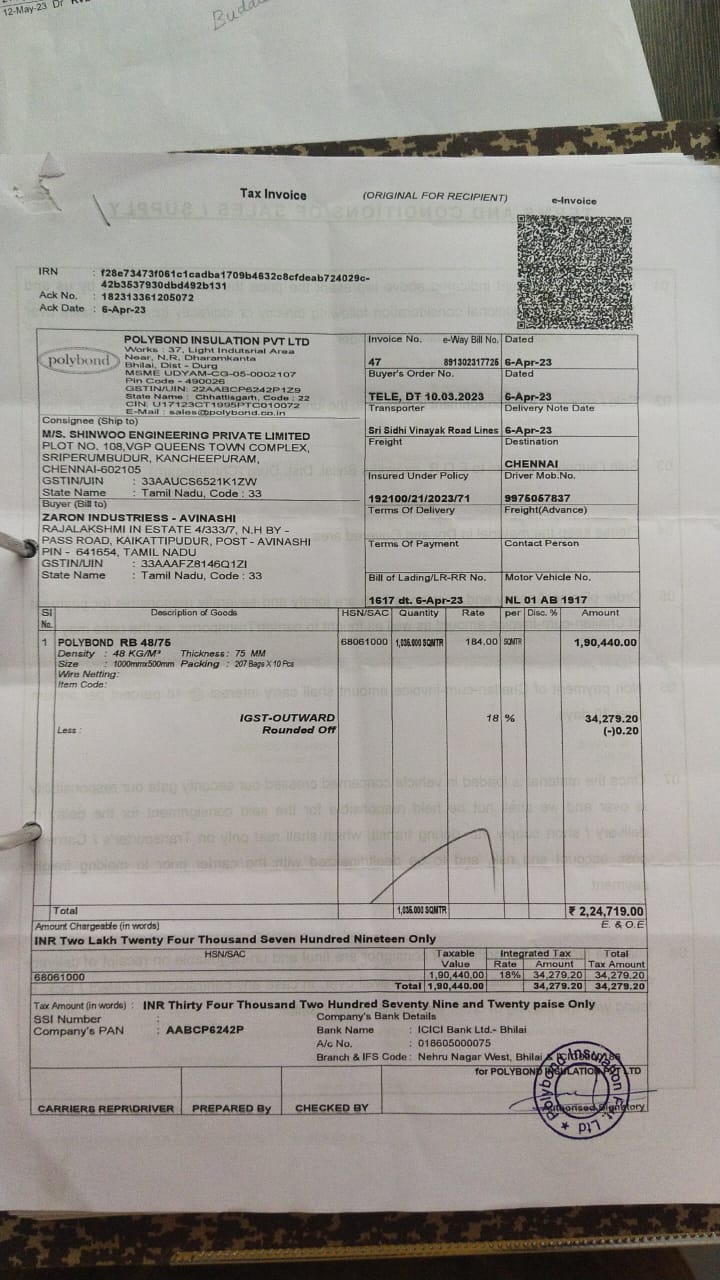 12-May-23 Dr
Tax Invoice
(ORIGINAL FOR RECIPIENT)
e-Invoice
IRN : f28e73473f061c1cadba1709b4632c8cfdeab724029c-
42b3537930dbd492b131
Ack No. : 182313361205072
Ack Date : 6-Apr-23
polybond
POLYBOND INSULATION PVT LTD
Works : 37, Light Indutsrial Area
Near, N.R. Dharamkanta
Bhilai, Dist - Durg
MSME UDYAM-CG-05-0002107
Pin Code - 490026
GSTIN/UIN: 22AABCP6242P1Z9
State Name : Chhattisgarh, Code : 22
CIN: U17123CT1995PTC010072
E-Mail : sales@polybond.co.in
Invoice No. e-Way Bill No. Dated
47 891302317726 6-Apr-23
Buyer's Order No. Dated
TELE, DT 10.03.2023 6-Apr-23
Transporter Delivery Note Date
Sri Sidhi Vinayak Road Lines 6-Apr-23
Freight Destination
CHENNAI
Insured Under Policy Driver Mob.No.
192100/21/2023/71 9975057837
Terms Of Delivery Freight(Advance)
Terms Of Payment Contact Person
Bill of Lading/LR-RR No. Motor Vehicle No.
1617 dt. 6-Apr-23 NL 01 AB 1917
Consignee (Ship to)
M/S. SHINWOO ENGINEERING PRIVATE LIMITED
PLOT NO. 108,VGP QUEENS TOWN COMPLEX,
SRIPERUMBUDUR, KANCHEEPURAM,
CHENNAI-602105
GSTIN/UIN : 33AAUCS6521K1ZW
State Name : Tamil Nadu, Code : 33
Buyer (Bill to)
ZARON INDUSTRIESS - AVINASHI
RAJALAKSHMI IN ESTATE 4/333/7, N.H BY -
PASS ROAD, KAIKATTIPUDUR, POST - AVINASHI
PIN - 641654, TAMIL NADU
GSTIN/UIN : 33AAAFZ8146Q1ZI
State Name : Tamil Nadu, Code : 33
Sl No. Description of Goods HSN/SAC Quantity Rate per Disc. % Amount
1 POLYBOND RB 48/75 68061000 1,035.000 SQMTR 184.00 SQMTR 1,90,440.00
Density : 48 KG/M³ Thickness : 75 MM
Size : 1000mmx500mm Packing : 207 Bags X 10 Pcs
Wire Netting:
Item Code:
IGST-OUTWARD 18 % 34,279.20
Less : Rounded Off (-)0.20
Total 1,035.000 SQMTR ₹ 2,24,719.00
Amount Chargeable (in words) E. & O.E
INR Two Lakh Twenty Four Thousand Seven Hundred Nineteen Only
HSN/SAC Taxable Value Integrated Tax Rate Amount Total Tax Amount
68061000 1,90,440.00 18% 34,279.20 34,279.20
Total 1,90,440.00 34,279.20 34,279.20
Tax Amount (in words) : INR Thirty Four Thousand Two Hundred Seventy Nine and Twenty paise Only
SSI Number :
Company's PAN : AABCP6242P
Company's Bank Details
Bank Name : ICICI Bank Ltd.- Bhilai
A/c No. : 018605000075
Branch & IFS Code : Nehru Nagar West, Bhilai &
for POLYBOND INSULATION PVT LTD
CARRIERS REPR\DRIVER PREPARED By CHECKED BY Authorised Signatory
Polybond Insulation Pvt. Ltd